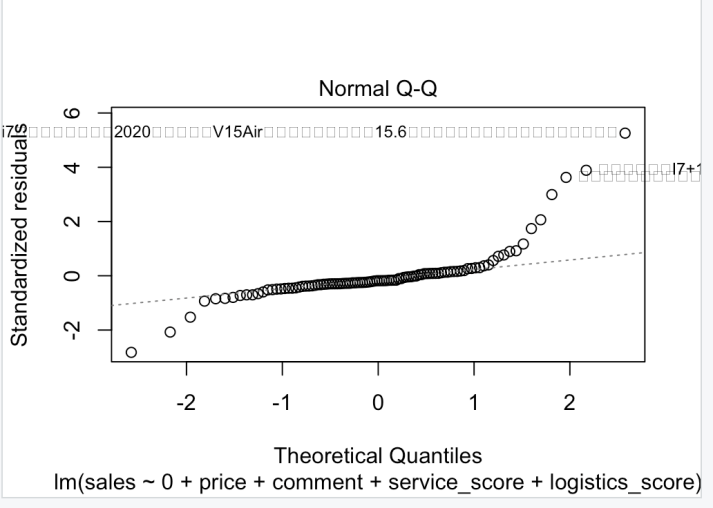 Normal Q-Q
Standardized residuals
6
4
2
0
-2
i7 2020 V15Air 15.6
I7+1
-2 -1 0 1 2
Theoretical Quantiles
lm(sales ~ 0 + price + comment + service_score + logistics_score)